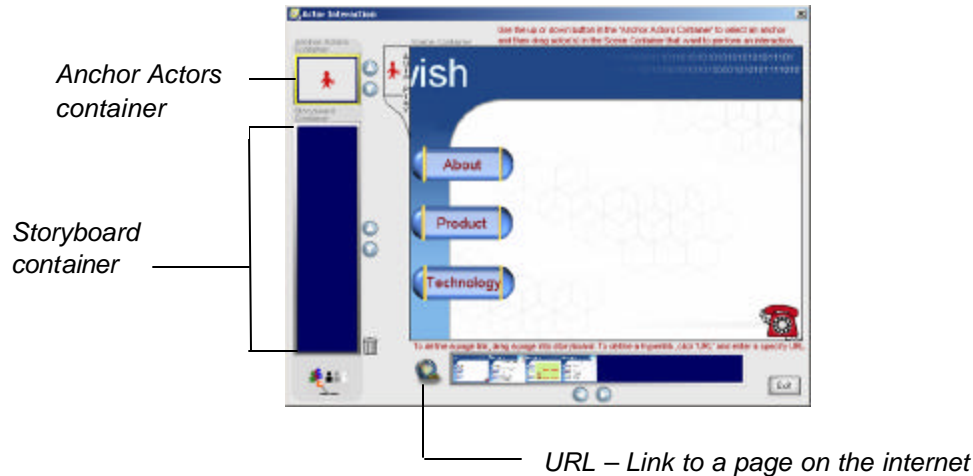 Actor Interaction
Use the up or down button in the 'Anchor Actors Container' to select an anchor
and then drag actor(s) in the Scene Container that used to perform an interaction.
Anchor Actors
Container
Scene Container
Anchor Actors
container
wish
Storyboard
Container
About
Storyboard
container
Product
Technology
To define a page link, drag a page into storyboard. To define a hyperlink, click "URL" and enter a specify URL
Exit
URL – Link to a page on the internet